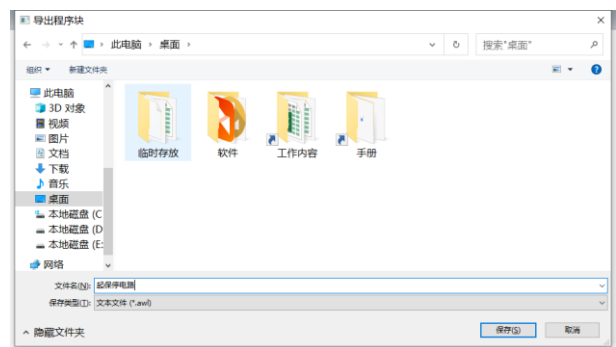 导出程序块
此电脑 › 桌面 ›
搜索"桌面"
组织 新建文件夹
此电脑
3D 对象
视频
图片
文档
下载
音乐
桌面
本地磁盘 (C
本地磁盘 (D
本地磁盘 (E:
网络
临时存放 软件 工作内容 手册
文件名(N): 起保停电路
保存类型(T): 文本文件 (*.awl)
隐藏文件夹 保存(S) 取消